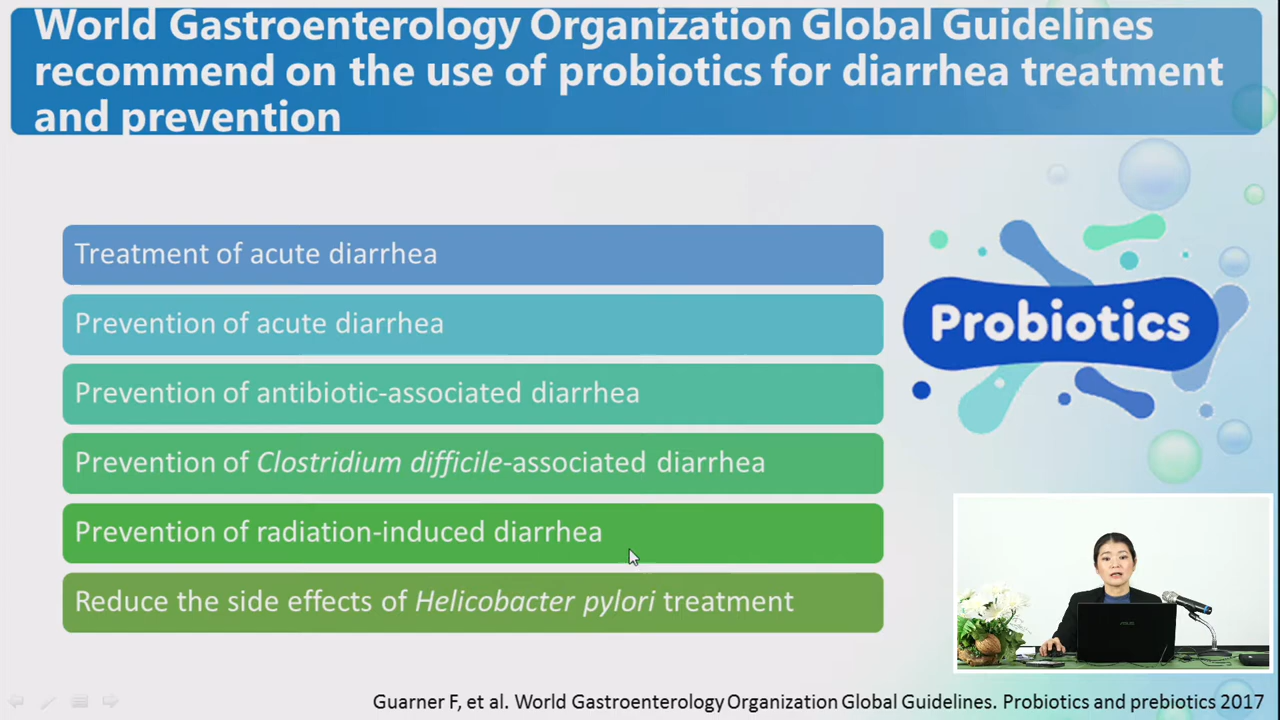 World Gastroenterology Organization Global Guidelines
recommend on the use of probiotics for diarrhea treatment
and prevention
Treatment of acute diarrhea
Prevention of acute diarrhea
Prevention of antibiotic-associated diarrhea
Prevention of Clostridium difficile-associated diarrhea
Prevention of radiation-induced diarrhea
Reduce the side effects of Helicobacter pylori treatment
Probiotics
ASUS
Guarner F, et al. World Gastroenterology Organization Global Guidelines. Probiotics and prebiotics 2017